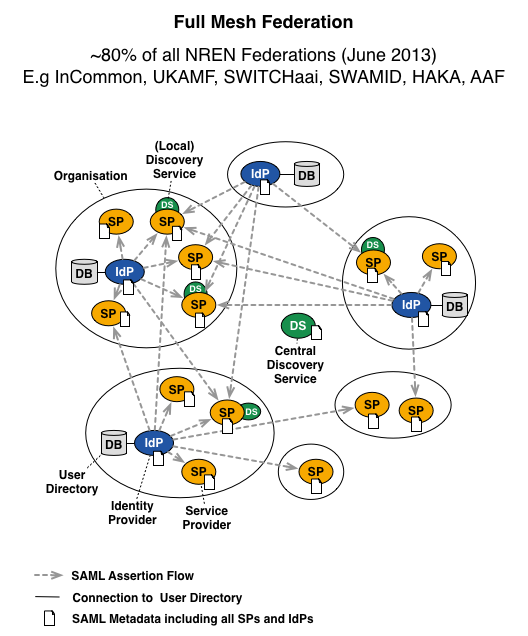 Full Mesh Federation
~80% of all NREN Federations (June 2013)
E.g InCommon, UKAMF, SWITCHaai, SWAMID, HAKA, AAF
(Local)
Discovery
Service
Organisation
IdP
DB
DS
SP
SP
DS
SP
SP
SP
DB
IdP
DS
SP
SP
IdP
DB
DS
Central
Discovery
Service
SP
SP
DS
SP
SP
DB
IdP
SP
SP
User
Directory
Identity
Provider
Service
Provider
SAML Assertion Flow
Connection to User Directory
SAML Metadata including all SPs and IdPs